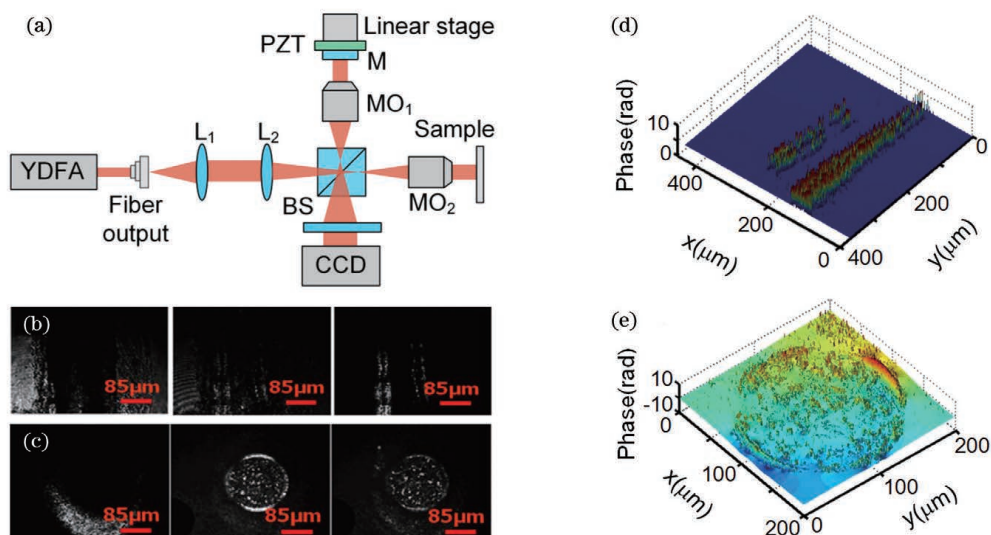 (a)
Linear stage
PZT
M
MO₁
Sample
L₁
L₂
YDFA
Fiber
output
BS
MO₂
CCD
(b)
85μm
85μm
85μm
(c)
85μm
85μm
85μm
(d)
Phase(rad)
10
0
400
200
0
x(μm)
0
200
400
y(μm)
(e)
Phase(rad)
10
-10
0
100
200
x(μm)
200
100
0
y(μm)